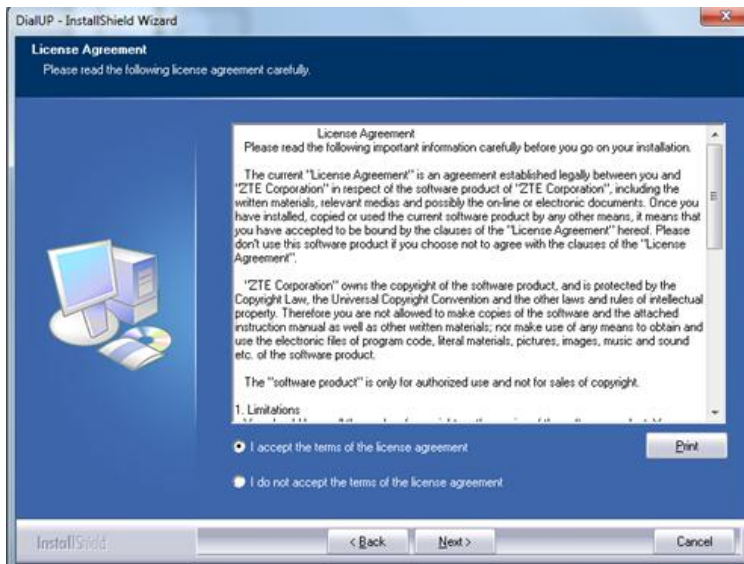 DialUP - InstallShield Wizard
License Agreement
Please read the following license agreement carefully.
License Agreement
Please read the following important information carefully before you go on your installation.
The current "License Agreement" is an agreement established legally between you and
"ZTE Corporation" in respect of the software product of "ZTE Corporation", including the
written materials, relevant medias and possibly the on-line or electronic documents. Once you
have installed, copied or used the current software product by any other means, it means that
you have accepted to be bound by the clauses of the "License Agreement" hereof. Please
don't use this software product if you choose not to agree with the clauses of the "License
Agreement".
"ZTE Corporation" owns the copyright of the software product, and is protected by the
Copyright Law, the Universal Copyright Convention and the other laws and rules of intellectual
property. Therefore you are not allowed to make copies of the software and the attached
instruction manual as well as other written materials; nor make use of any means to obtain and
use the electronic files of program code, literal materials, pictures, images, music and sound
etc. of the software product.
The "software product" is only for authorized use and not for sales of copyright.
1. Limitations
I accept the terms of the license agreement
Print
I do not accept the terms of the license agreement
InstallShield
< Back
Next >
Cancel